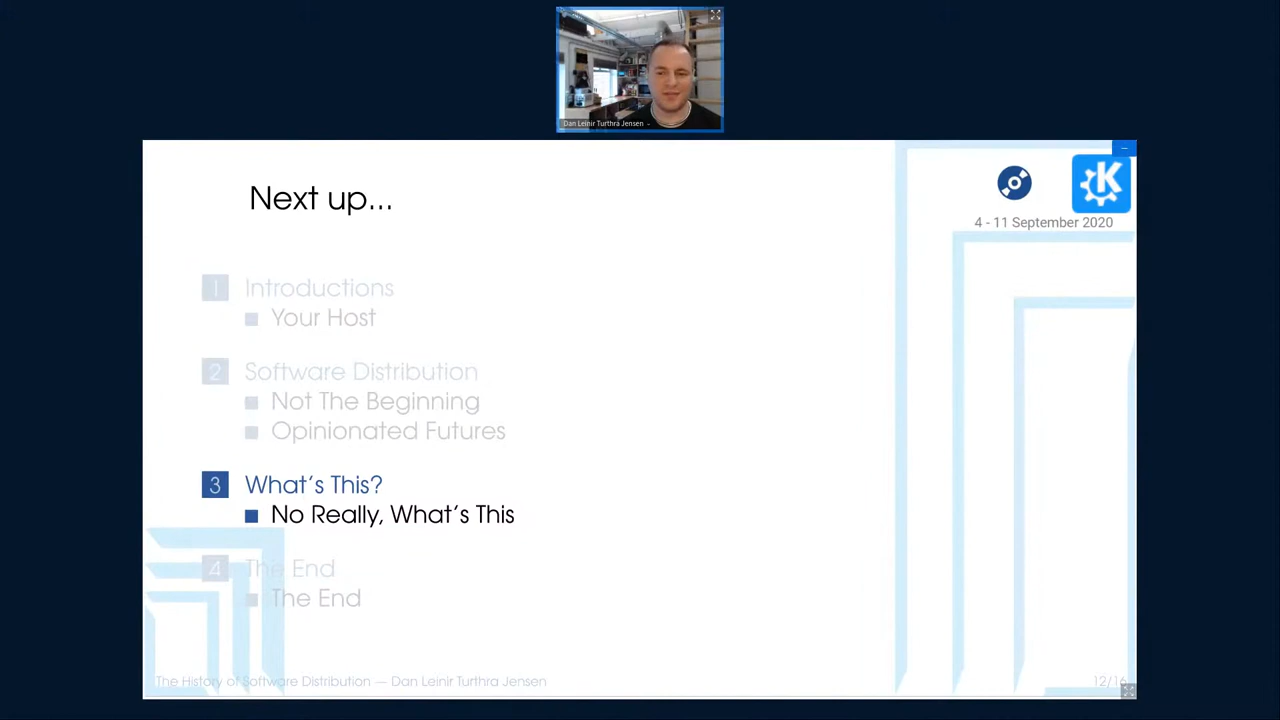 Dan Leinir Turthra Jensen
Next up...
4 - 11 September 2020
1 Introductions
Your Host
2 Software Distribution
Not The Beginning
Opinionated Futures
3 What's This?
No Really, What's This
4 The End
The End
The History of Software Distribution — Dan Leinir Turthra Jensen
12/16